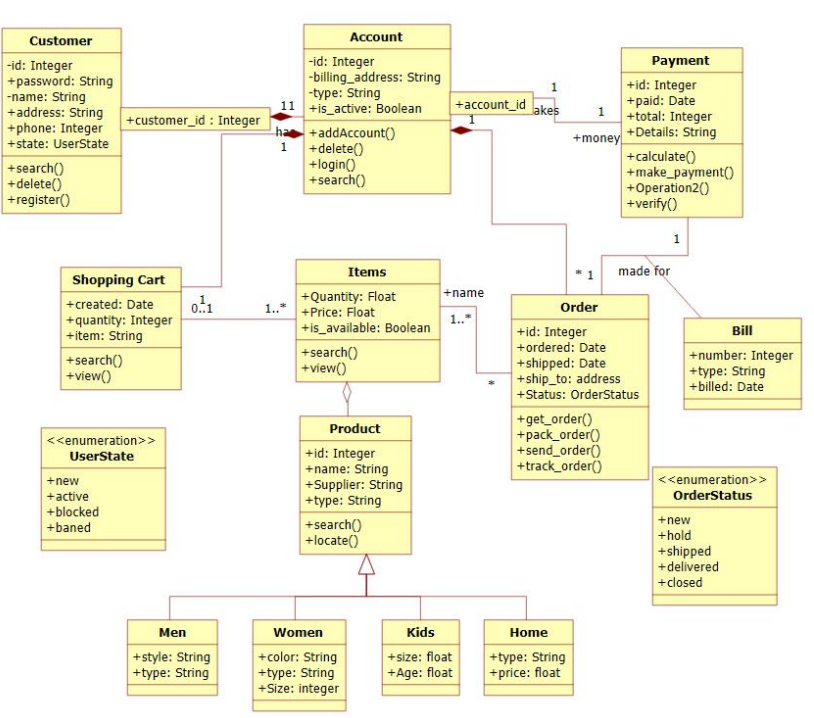 Customer
-id: Integer
+password: String
-name: String
+address: String
+phone: Integer
+state: UserState
+search()
+delete()
+register()
+customer_id : Integer
11
has
1
Account
-id: Integer
-billing_address: String
-type: String
+is_active: Boolean
+addAccount()
+delete()
+login()
+search()
+account_id
akes
1
1
+money
1
Payment
+id: Integer
+paid: Date
+total: Integer
+Details: String
+calculate()
+make_payment()
+Operation2()
+verify()
1
* 1
made for
Shopping Cart
+created: Date
+quantity: Integer
+item: String
+search()
+view()
1
0..1
1..*
Items
+Quantity: Float
+Price: Float
+is_available: Boolean
+search()
+view()
+name
1..*
*
Order
+id: Integer
+ordered: Date
+shipped: Date
+ship_to: address
+Status: OrderStatus
+get_order()
+pack_order()
+send_order()
+track_order()
Bill
+number: Integer
+type: String
+billed: Date
<<enumeration>>
UserState
+new
+active
+blocked
+baned
Product
+id: Integer
+name: String
+Supplier: String
+type: String
+search()
+locate()
<<enumeration>>
OrderStatus
+new
+hold
+shipped
+delivered
+closed
Men
+style: String
+type: String
Women
+color: String
+type: String
+Size: integer
Kids
+size: float
+Age: float
Home
+type: String
+price: float